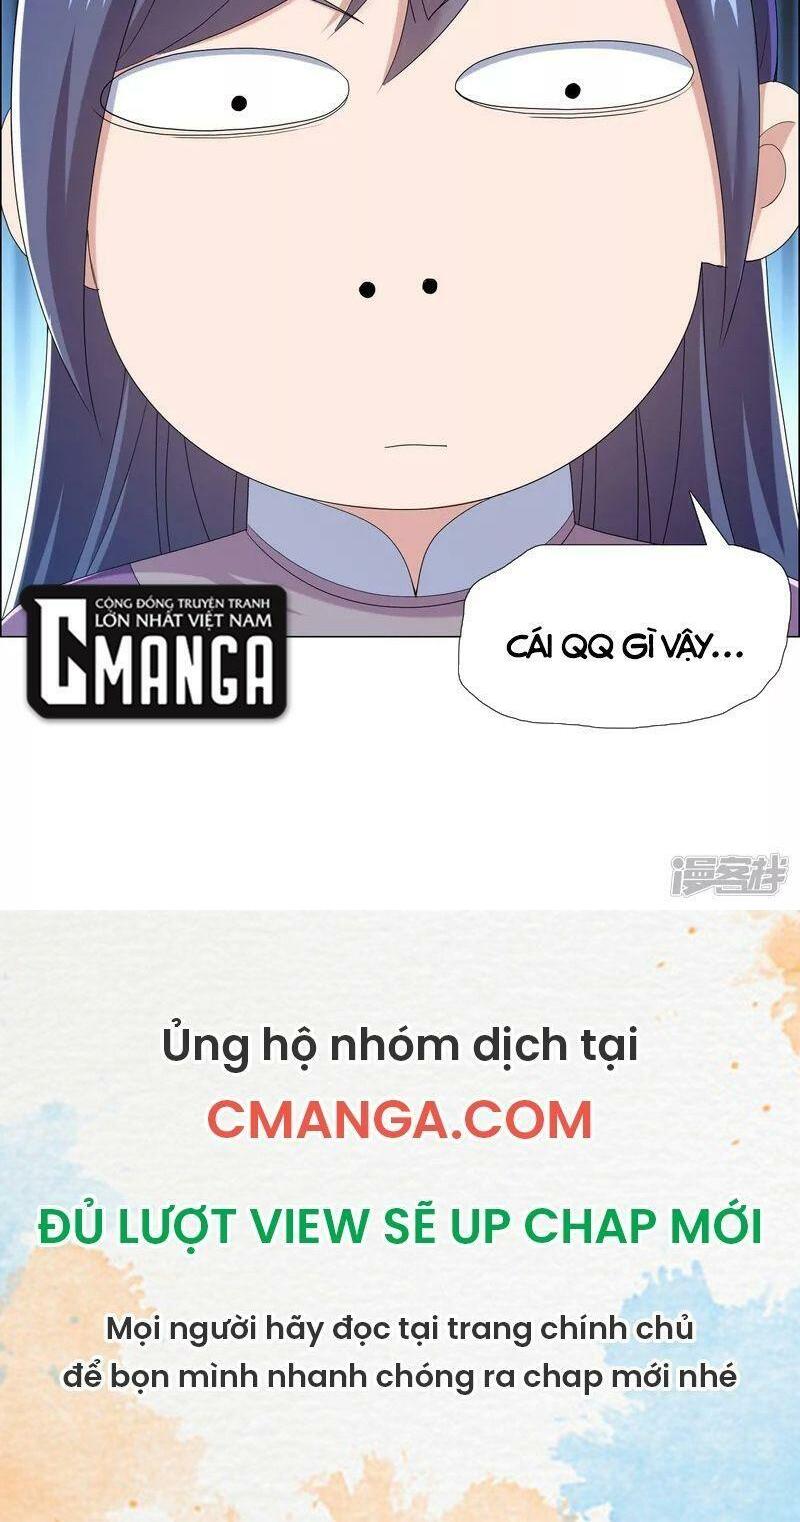 CỘNG ĐỒNG TRUYỆN TRANH
LỚN NHẤT VIỆT NAM
CMANGA
CÁI QQ GÌ VẬY...
漫客栈
Ủng hộ nhóm dịch tại
CMANGA.COM
ĐỦ LƯỢT VIEW SẼ UP CHAP MỚI
Mọi người hãy đọc tại trang chính chủ
để bọn mình nhanh chóng ra chap mới nhé